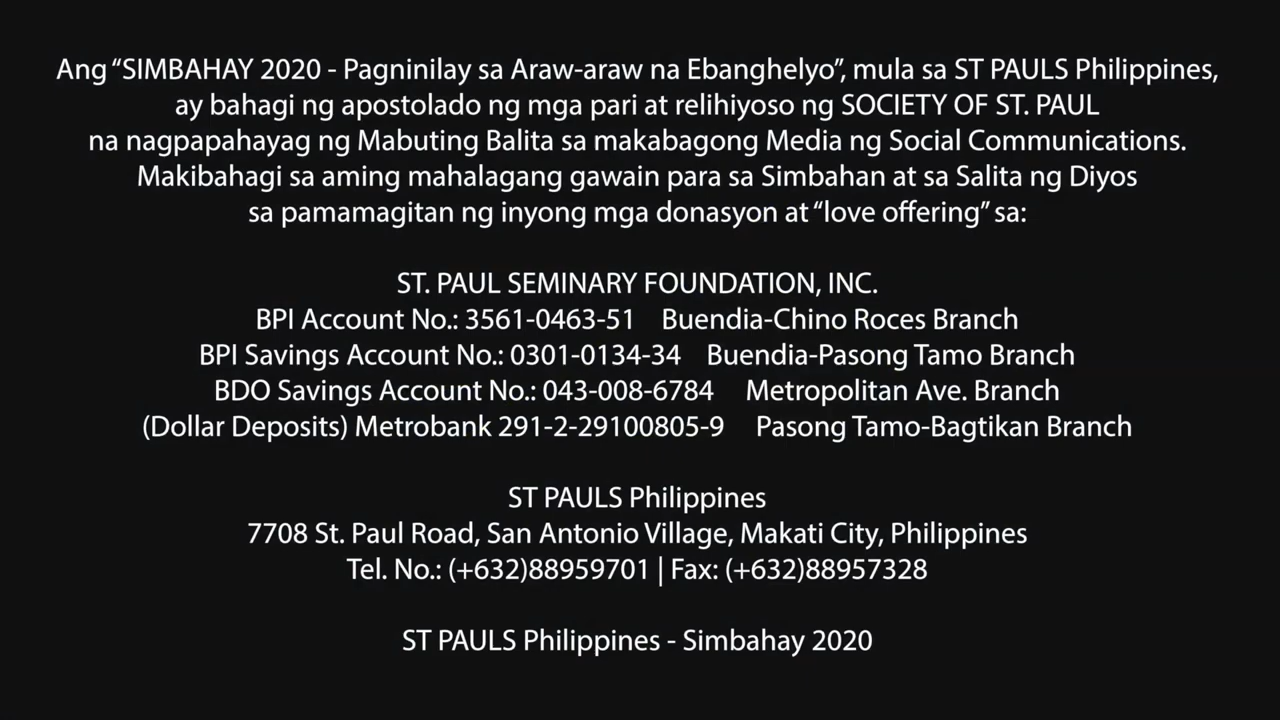 Ang “SIMBAHAY 2020 - Pagninilay sa Araw-araw na Ebanghelyo”, mula sa ST PAULS Philippines,
ay bahagi ng apostolado ng mga pari at relihiyoso ng SOCIETY OF ST. PAUL
na nagpapahayag ng Mabuting Balita sa makabagong Media ng Social Communications.
Makibahagi sa aming mahalagang gawain para sa Simbahan at sa Salita ng Diyos
sa pamamagitan ng inyong mga donasyon at “love offering” sa:
ST. PAUL SEMINARY FOUNDATION, INC.
BPI Account No.: 3561-0463-51 Buendia-Chino Roces Branch
BPI Savings Account No.: 0301-0134-34 Buendia-Pasong Tamo Branch
BDO Savings Account No.: 043-008-6784 Metropolitan Ave. Branch
(Dollar Deposits) Metrobank 291-2-29100805-9 Pasong Tamo-Bagtikan Branch
ST PAULS Philippines
7708 St. Paul Road, San Antonio Village, Makati City, Philippines
Tel. No.: (+632)88959701 | Fax: (+632)88957328
ST PAULS Philippines - Simbahay 2020